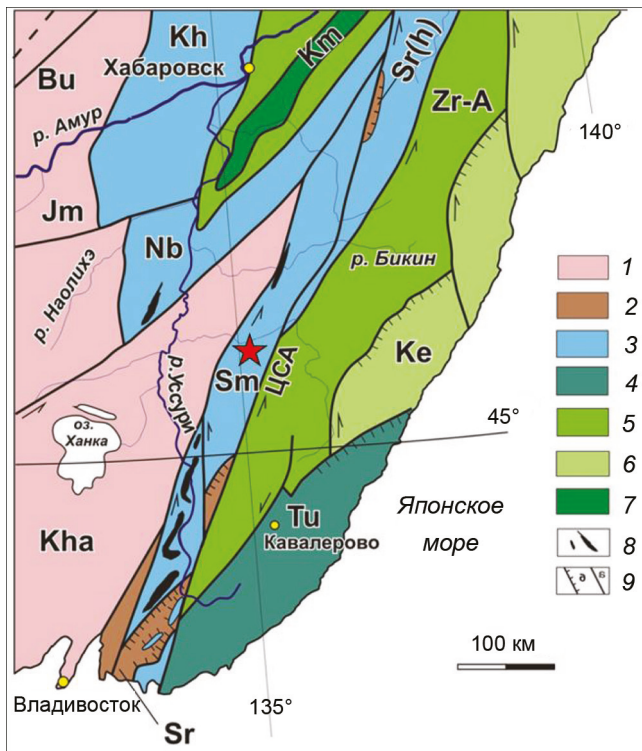 Kh
Хабаровск
Km
Sr(h)
Bu
Zr-A
р. Амур
140°
Jm
Nb
р. Наолихэ
р. Бикин
1
2
3
Sm
ЦСА
Ke
р.Уссури
4
оз.
Ханка
45°
5
6
Tu
Кавалерово
Японское
море
7
Kha
8
а
б
9
100 км
Владивосток
135°
Sr